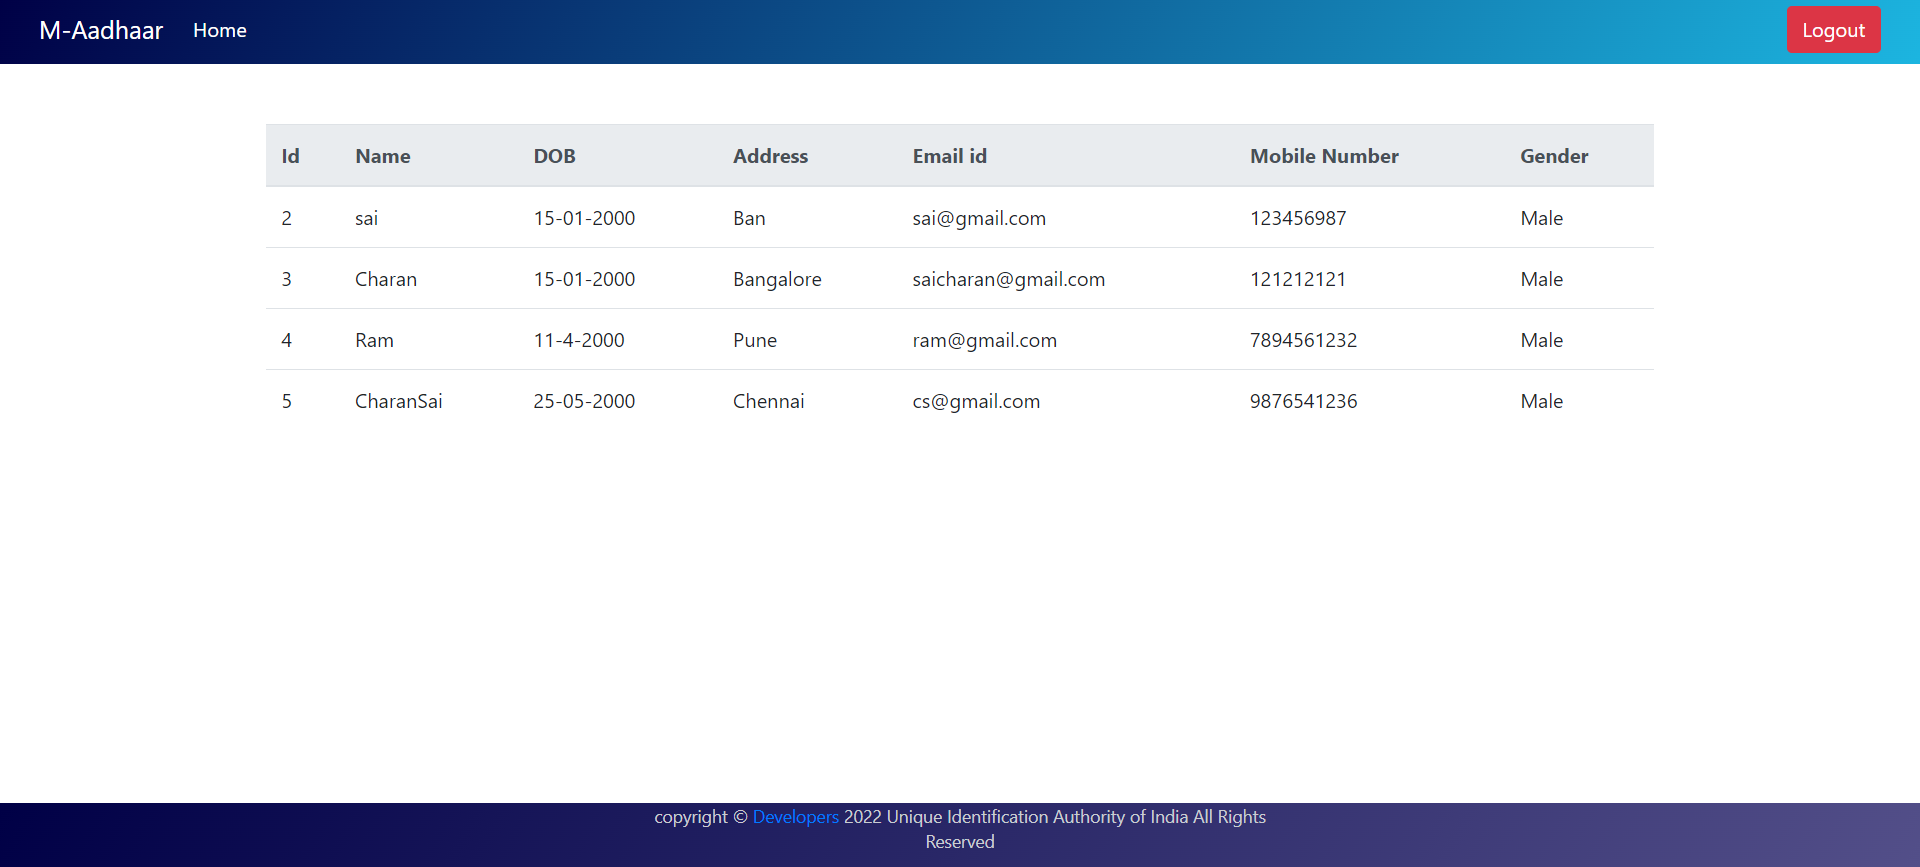 M-Aadhaar Home Logout
Id Name DOB Address Email id Mobile Number Gender
2 sai 15-01-2000 Ban sai@gmail.com 123456987 Male
3 Charan 15-01-2000 Bangalore saicharan@gmail.com 121212121 Male
4 Ram 11-4-2000 Pune ram@gmail.com 7894561232 Male
5 CharanSai 25-05-2000 Chennai cs@gmail.com 9876541236 Male
copyright © Developers 2022 Unique Identification Authority of India All Rights
Reserved